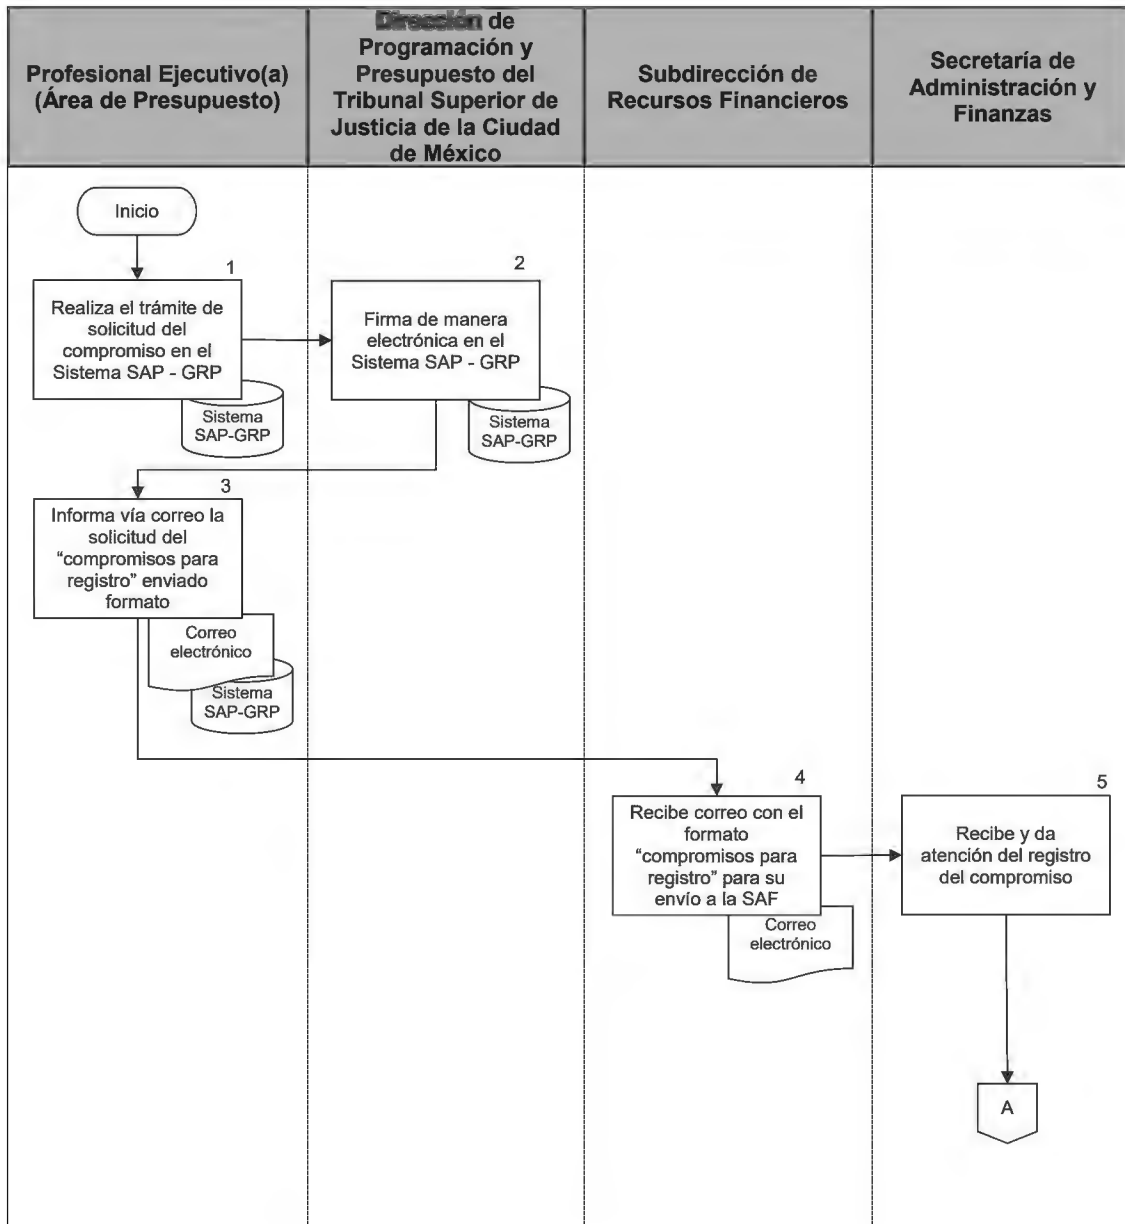 Profesional Ejecutivo(a)
(Área de Presupuesto)
Dirección de
Programación y
Presupuesto del
Tribunal Superior de
Justicia de la Ciudad
de México
Subdirección de
Recursos Financieros
Secretaría de
Administración y
Finanzas
Inicio
1
Realiza el trámite de
solicitud del
compromiso en el
Sistema SAP - GRP
Sistema
SAP-GRP
2
Firma de manera
electrónica en el
Sistema SAP - GRP
Sistema
SAP-GRP
3
Informa vía correo la
solicitud del
“compromisos para
registro” enviado
formato
Correo
electrónico
Sistema
SAP-GRP
4
Recibe correo con el
formato
“compromisos para
registro” para su
envío a la SAF
Correo
electrónico
5
Recibe y da
atención del registro
del compromiso
A